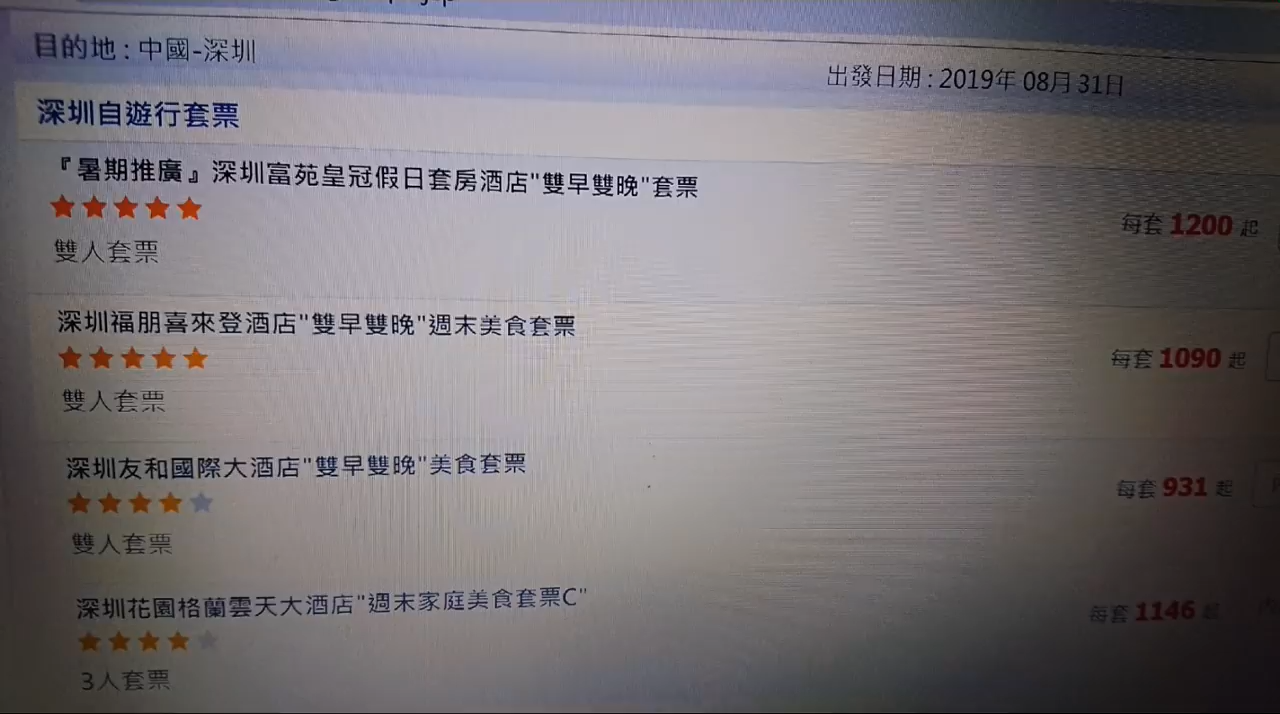 目的地 : 中國-深圳
出發日期 : 2019年 08月 31日
深圳自遊行套票
『暑期推廣』深圳富苑皇冠假日套房酒店"雙早雙晚"套票
每套 1200 起
雙人套票
深圳福朋喜來登酒店"雙早雙晚"週末美食套票
每套 1090 起
雙人套票
深圳友和國際大酒店"雙早雙晚"美食套票
每套 931 起
雙人套票
深圳花園格蘭雲天大酒店"週末家庭美食套票C"
每套 1146 起
3人套票